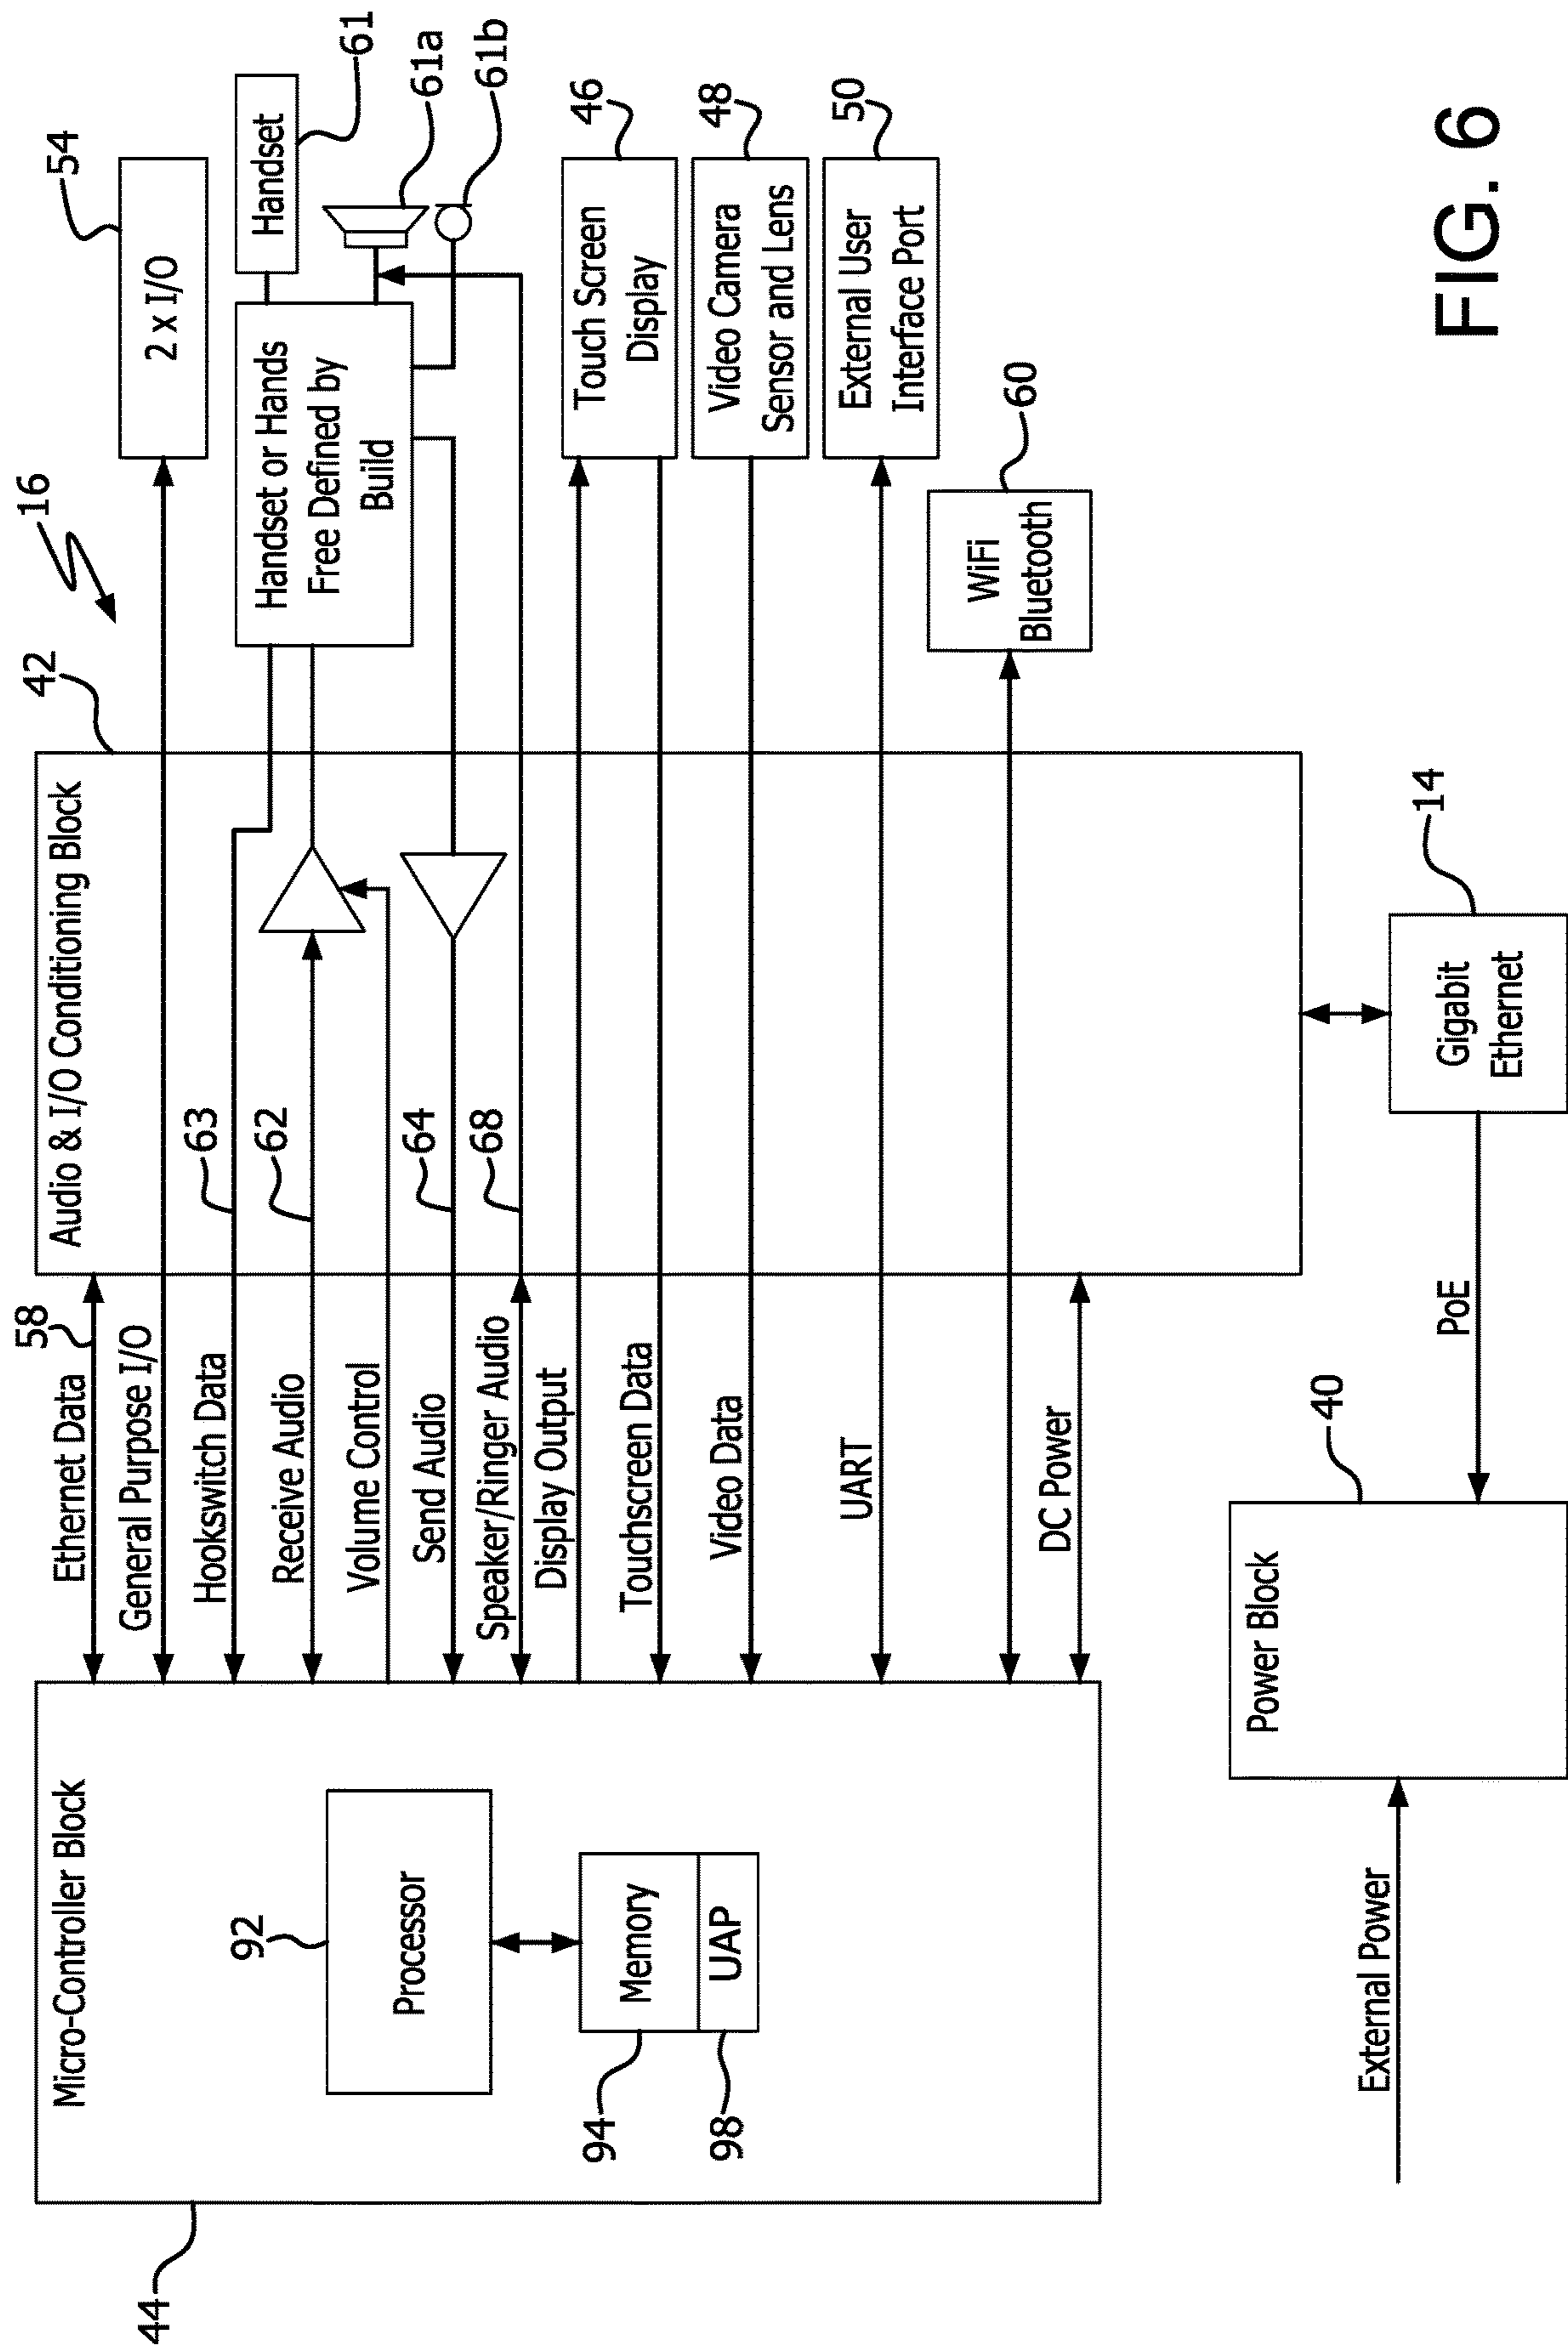 Micro-Controller Block
44
Processor
92
Memory
94
UAP
98
Ethernet Data
58
General Purpose I/O
Hookswitch Data
Receive Audio
Volume Control
Send Audio
Speaker/Ringer Audio
Display Output
Touchscreen Data
Video Data
UART
DC Power
Audio & I/O Conditioning Block
42
63
62
64
68
16
54
2 x I/O
Handset or Hands
Free Defined by
Build
Handset
61
61a
61b
Touch Screen
Display
46
Video Camera
Sensor and Lens
48
External User
Interface Port
50
WiFi
Bluetooth
60
External Power
Power Block
40
PoE
Gigabit
Ethernet
14
FIG. 6